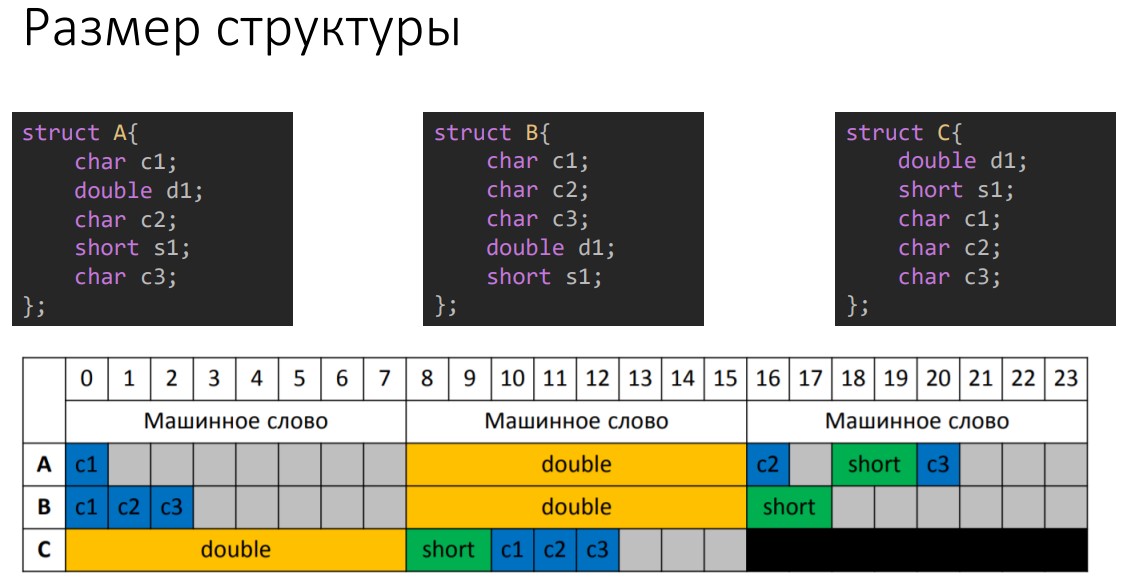 Размер структуры
struct A{
char c1;
double d1;
char c2;
short s1;
char c3;
};
struct B{
char c1;
char c2;
char c3;
double d1;
short s1;
};
struct C{
double d1;
short s1;
char c1;
char c2;
char c3;
};
0 1 2 3 4 5 6 7 8 9 10 11 12 13 14 15 16 17 18 19 20 21 22 23
Машинное слово Машинное слово Машинное слово
A c1 double c2 short c3
B c1 c2 c3 double short
C double short c1 c2 c3